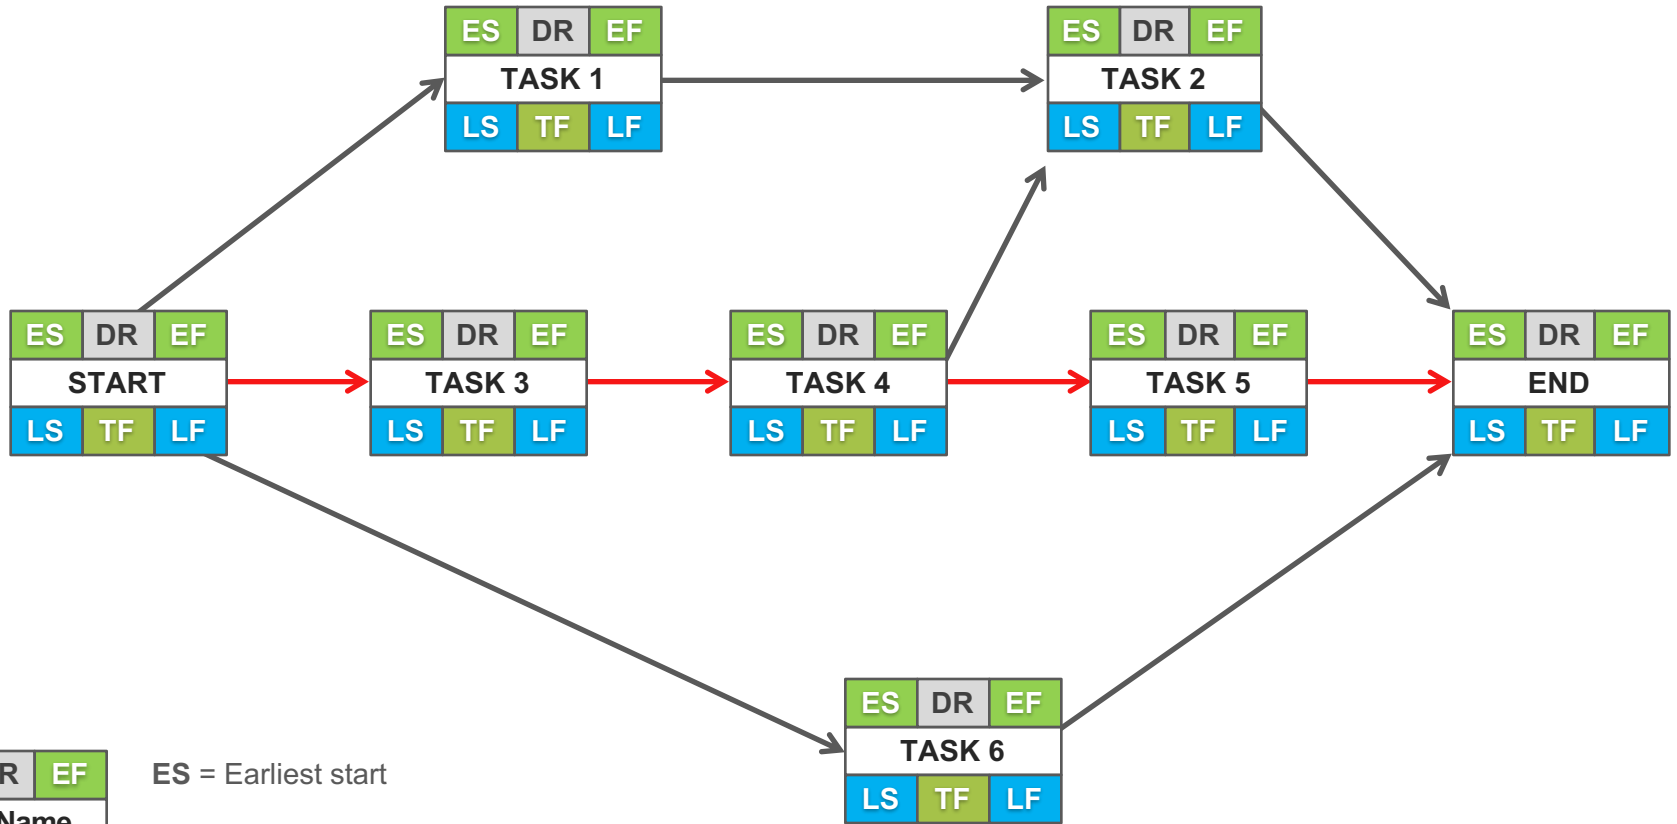 ES DR EF
TASK 1
LS TF LF
ES DR EF
TASK 2
LS TF LF
ES DR EF
START
LS TF LF
ES DR EF
TASK 3
LS TF LF
ES DR EF
TASK 4
LS TF LF
ES DR EF
TASK 5
LS TF LF
ES DR EF
END
LS TF LF
ES DR EF
TASK 6
LS TF LF
R EF
Name
ES = Earliest start